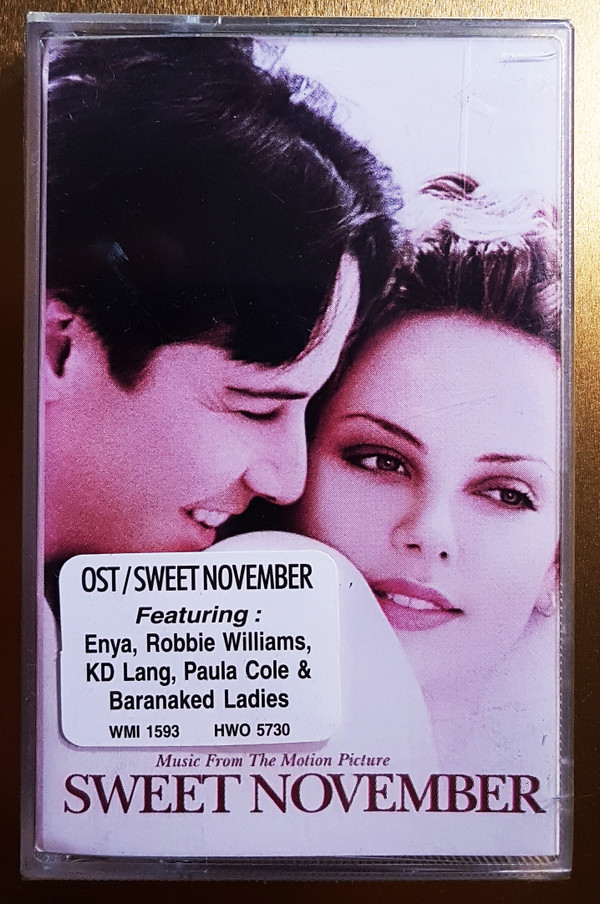 OST/SWEET NOVEMBER
Featuring :
Enya, Robbie Williams,
KD Lang, Paula Cole &
Baranaked Ladies
WMI 1593 HWO 5730
Music From The Motion Picture
SWEET NOVEMBER